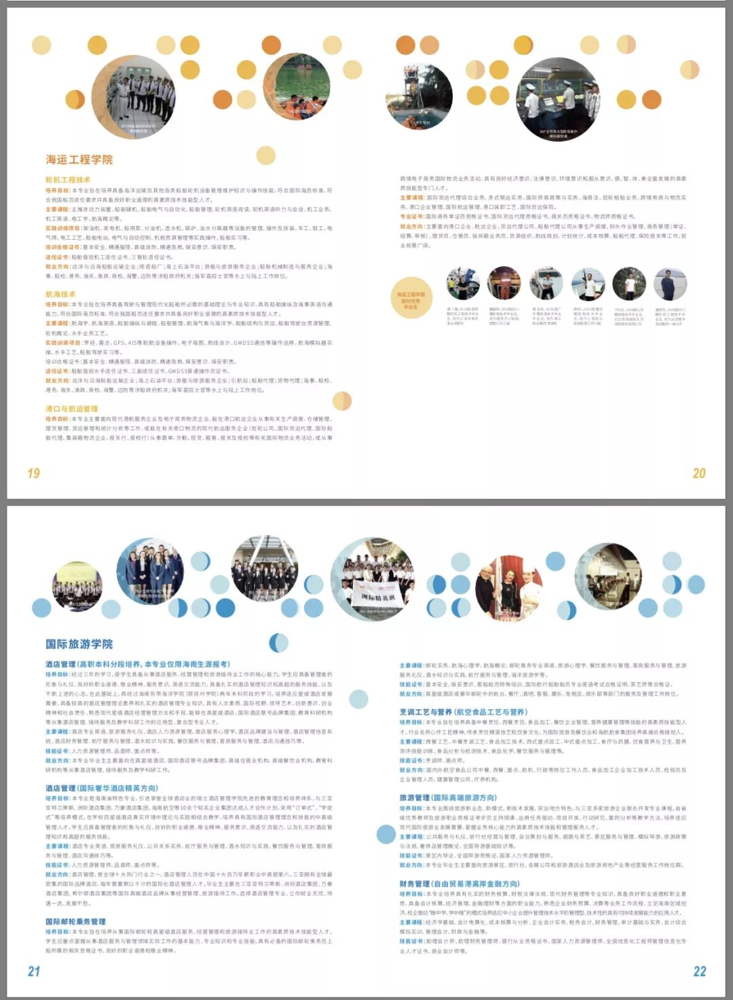 海运工程学院
轮机工程技术
培养目标：本专业旨在培养具备海洋运输及其他各类船舶轮机设备管理维护知识与操作技能，符合国际海员标准、符
合我国船员适任要求并具备良好职业道德的高素质技术技能型人才。
主要课程：主推进动力装置、船舶辅机、船舶电气与自动化、船舶管理、轮机英语阅读、轮机英语听力与会话、机工业务、
机工英语、电工学、航海概论等。
实践训练项目：柴油机、发电机、船用泵、分油机、造水机、锅炉、油水分离器等设备的管理、操作及拆装，车工、钳工、电
气焊、电工工艺、船舶电站、电气与自动控制、机舱资源管理等实践操作，船舶实习等。
培训合格证书：基本安全、精通艇技、高级消防、精通急救、保安意识、保安职责。
适任证书：船舶值班机工适任证书、三管轮适任证书。
就业方向：远洋与沿海船舶运输企业；修造船厂；海上石油平台；游艇与旅游服务企业；船舶机械制造与服务企业；海
事、船检、港务、海关、渔政、商检、海警、边防等涉船政府机关；海军直招士官等水上与陆上工作岗位。
航海技术
培养目标：本专业旨在培养具备驾驶与管理现代化船舶所必需的基础理论与专业知识，具有船舶操纵及海事英语沟通
能力，符合国际海员标准、符合我国船员适任要求并具备良好职业道德的高素质技术技能型人才。
主要课程：航海学、航海英语、船舶操纵与避碰、船舶管理、航海气象与海洋学、船舶结构与货运、船舶驾驶台资源管理、
轮机概论、水手业务工艺。
实践训练项目：罗经、雷达、GPS、AIS等助航设备操作，电子海图、航线设计、GMDSS通信等操作运用，航海模拟器实
操，水手工艺，船舶驾驶实习等。
培训合格证书：基本安全、精通艇技、高级消防、精通急救、保安意识、保安职责。
适任证书：船舶值班水手适任证书、三副适任证书、GMDSS普通操作员证书。
就业方向：远洋与沿海船舶运输企业；海上石油平台；游艇与旅游服务企业；引航站；船舶代理；货物代理；海事、船检、
港务、海关、渔政、商检、海警、边防等涉船政府机关；海军直招士官等水上与陆上工作岗位。
港口与航运管理
培养目标：本专业主要面向现代港航服务企业及电子商务物流企业，能在港口航运企业从事有关生产调度、仓储管理、
理货管理、货运管理和统计分析等工作，或能在有关港口物流的现代航运服务企业（班轮公司、国际货运代理、国际船
舶代理、集装箱物流企业、报关行、报检行）从事跟单、外勤、揽货、箱管、报关及报检等有关国际物流业务活动，或从事
19
跨境电子商务国际物流业务活动，具有良好经济意识、法律意识、环境意识和服从意识，德、智、体、美全面发展的高素
质技能型专门人才。
主要课程：国际货运代理综合业务、多式联运实务、国际贸易政策与实务、海商法、班轮租船业务、跨境电商与物流实
务、港口企业管理、国际航运管理、港口装卸工艺、国际货运保险。
专业证书：国际商务单证员资格证书、国际货运代理资格证书、报关员资格证书、物流师资格证书。
就业方向：主要面向港口企业、航运企业、货运代理公司、船舶代理公司从事生产调度、码头作业管理、商务管理（单证、
结算、审核）、理货员、仓管员、装拆箱业务员、货源组织、航线规划、计划统计、成本核算、船舶代理、保险报关等工作，就
业前景广阔。
海运工程学院
部分优秀
毕业生
20
洲际精英班
国际旅游学院
酒店管理（高职本科分段培养，本专业仅限海南生源报考）
培养目标：经过三年的学习，使学生具备从事酒店服务、经营管理和旅游接待业工作的核心能力。学生应具备管理者的
形象与礼仪、良好的职业道德、敬业精神、服务意识、英语交流能力，具备扎实的酒店管理知识和高超的服务技能、以及
不断上进的心态。在此基础上，再经过海南热带海洋学院（原琼州学院）两年本科阶段的学习，培养适应星级酒店发展
需要，具备较高的酒店管理理论素养和扎实的酒店管理专业知识，具有人文素质、国际视野、领导艺术、创新意识、创业
精神和社会责任，熟悉现代星级酒店经营管理方法和手段，能够在高星级酒店、国际酒店联号品牌集团、教育科研机构
等从事酒店管理、接待服务及教学科研工作的应用型、复合型专业人才。
主要课程：酒店专业英语、旅游服务礼仪、酒店人力资源管理、酒店服务心理学、酒店品牌建设与管理、酒店管理信息系
统、酒店财务管理、前厅服务与管理、酒水知识与实践、餐饮服务与管理、客房服务与管理、酒店沟通技巧等。
技能证书：人力资源管理师、品酒师、面点师等。
就业方向：本专业毕业生主要面向在高星级酒店、国际酒店联号品牌集团、高级住宿业机构、高级餐饮业机构、教育科
研机构等从事酒店管理、接待服务及教学科研工作。
酒店管理（国际奢华酒店精英方向）
培养目标：本专业是海南省特色专业，引进享誉全球酒店业的瑞士酒店管理学院先进的教育理念和培养体系，与三亚
亚特兰蒂斯、洲际酒店集团、万豪酒店集团、海南航空等10余个知名企业集团达成人才合作计划，采用“订单式”、“学徒
式”等培养模式，在学校四星级酒店真实环境中理论与实践相结合教学，培养具有国际酒店管理理念和技能的中高级
管理人才。学生应具备管理者的形象与礼仪、良好的职业道德、敬业精神、服务意识、英语交流能力，以及扎实的酒店管
理知识和高超的服务技能。
主要课程：酒店专业英语、旅游服务礼仪、公共关系实务、前厅服务与管理、酒水知识与实践、餐饮服务与管理、客房服
务与管理、酒店沟通技巧等。
技能证书：人力资源管理师、品酒师、面点师等。
就业方向：酒店管理，是全球十大热门行业之一。酒店管理人员在中国十大百万年薪职业中高居第六。三亚拥有全球最
密集的国际品牌酒店，每年需要数以千计的国际化酒店管理人才。毕业生主要在三亚亚特兰蒂斯、洲际酒店集团、万豪
酒店集团、希尔顿酒店集团等国际高端酒店品牌从事经营管理、旅游接待工作。选择酒店管理专业，让你就业无忧，待
遇一流、发展不愁。
国际邮轮乘务管理
培养目标：本专业旨在培养从事国际邮轮和高星级酒店服务、经营管理和旅游接待业工作的高素质技术技能型人才。
学生应重点掌握从事酒店服务与管理领域实际工作的基本能力、专业知识和专业技能，具有必备的国际邮轮乘务员上
船所需的相关资格证书、良好的职业道德和敬业精神。
21
主要课程：邮轮实务、航海心理学、航海概论、邮轮乘务专业英语、旅游心理学、餐饮服务与管理、客房服务与管理、旅游
服务礼仪、酒水知识与实践、前厅服务与管理、海洋旅游学等。
技能证书：基本安全、保安意识、客船船员特殊培训、国际航行船舶船员专业英语考试合格证明、茶艺师等合格证。
就业方向：高星级酒店或豪华邮轮中的前台、餐厅、酒吧、客服、康乐、免税店、俱乐部等部门的服务及管理工作岗位。
烹调工艺与营养（航空食品工艺与营养）
培养目标：本专业旨在培养具备中餐烹饪、西餐烹饪、食品加工、餐饮企业管理、营养健康管理等技能的高素质技能型人
才。行业名师心怀工匠精神，传承烹饪精湛技艺和饮食文化，为国际旅游岛餐饮业和海航航食集团培养高端合格接班人。
主要课程：西餐工艺、中餐烹调工艺、食品加工技术、西式面点加工、中式面点加工、食疗与药膳、饮食营养与卫生、营养
测评技能训练、食品分析与检测技术、食品化学、餐饮服务与管理等。
技能证书：烹调师、面点师。
就业方向：国内外航空食品公司中餐、西餐、面点、航机、行政等岗位工作人员，食品加工企业加工技术人员、检验员及
企业管理人员，健康管理公司、疗养机构。
旅游管理（国际高端旅游方向）
培养目标：本专业围绕旅游新业态、新模式、新技术发展，突出地方特色，与三亚多家旅游企业联合开发专业课程，由省
级优秀教师及旅游职业资格证考评员主持授课，运用任务驱动、项目开发、行动研究、案例分析等教学方法，培养适应
现代国际旅游业发展需要，掌握业务核心能力的高素质技术技能和管理服务人才。
主要课程：公共服务与礼仪、旅行社经营与管理、会议策划与服务、调酒与茶艺、景区服务与管理、模拟导游、旅游政策
与法规、奢侈品管理概论、全国导游基础知识等。
技能证书：景区内导证、全国导游资格证、国家人力资源管理师。
就业方向：本专业毕业生主要面向旅游景区、旅行社、会展公司和旅游酒店业及旅游房地产业等经营服务工作岗位群。
财务管理（自由贸易港离岸金融方向）
培养目标：本专业培养具有扎实的财务核算、财税法律法规、现代财务管理等专业知识，具备良好职业道德和职业素
质，具备会计核算、经济管理、金融理财等方面的职业能力，熟悉企业财务预算、决算等业务工作流程，立足海南区域经
济，校企联动“做中学，学中做”的模式培养适应中小企业提升管理技术水平的管理型、技术性的具有可持续发展能力的应用人才。
主要课程：经济学基础、会计电算化、成本核算与分析、企业会计实务、税务会计、财务管理、审计基础与实务、会计综合
模拟实训、管理会计、财政与金融等。
技能证书：助理会计师、助理财务管理师、银行从业资格证书、国家人力资源管理师、全国信息化工程师管理信息化专
业人才证书、商业会计师等。
22